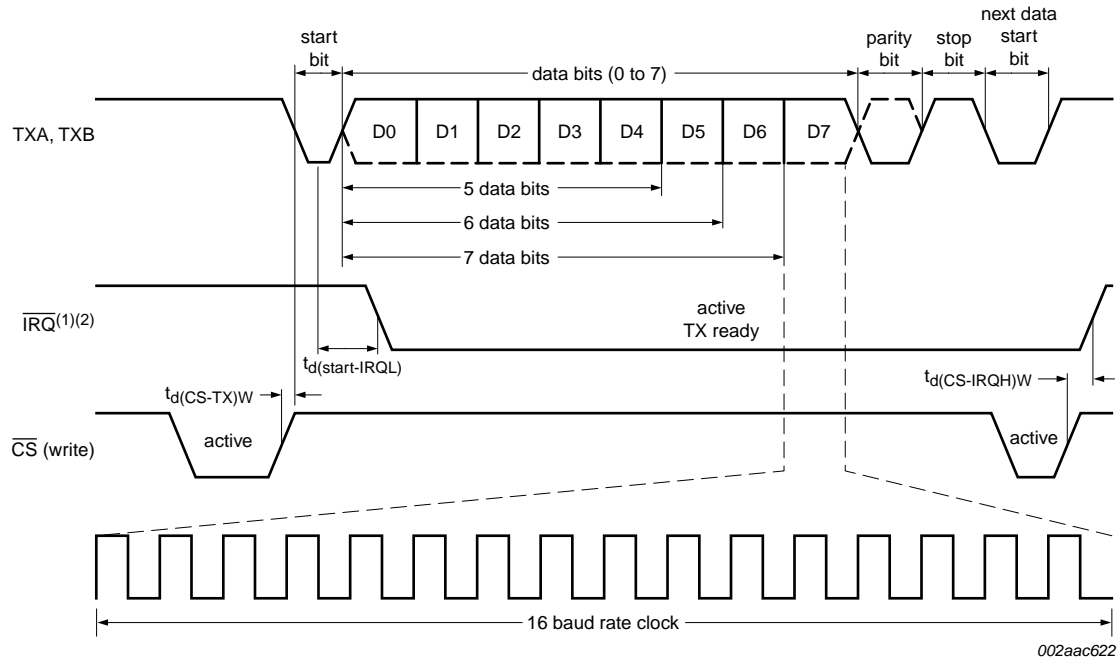 next data
start
bit
start
bit
parity
bit
stop
bit
data bits (0 to 7)
TXA, TXB
D0 D1 D2 D3 D4 D5 D6 D7
5 data bits
6 data bits
7 data bits
active
TX ready
IRQ(1)(2)
td(start-IRQL)
td(CS-TX)W
td(CS-IRQH)W
CS (write)
active
active
16 baud rate clock
002aac622